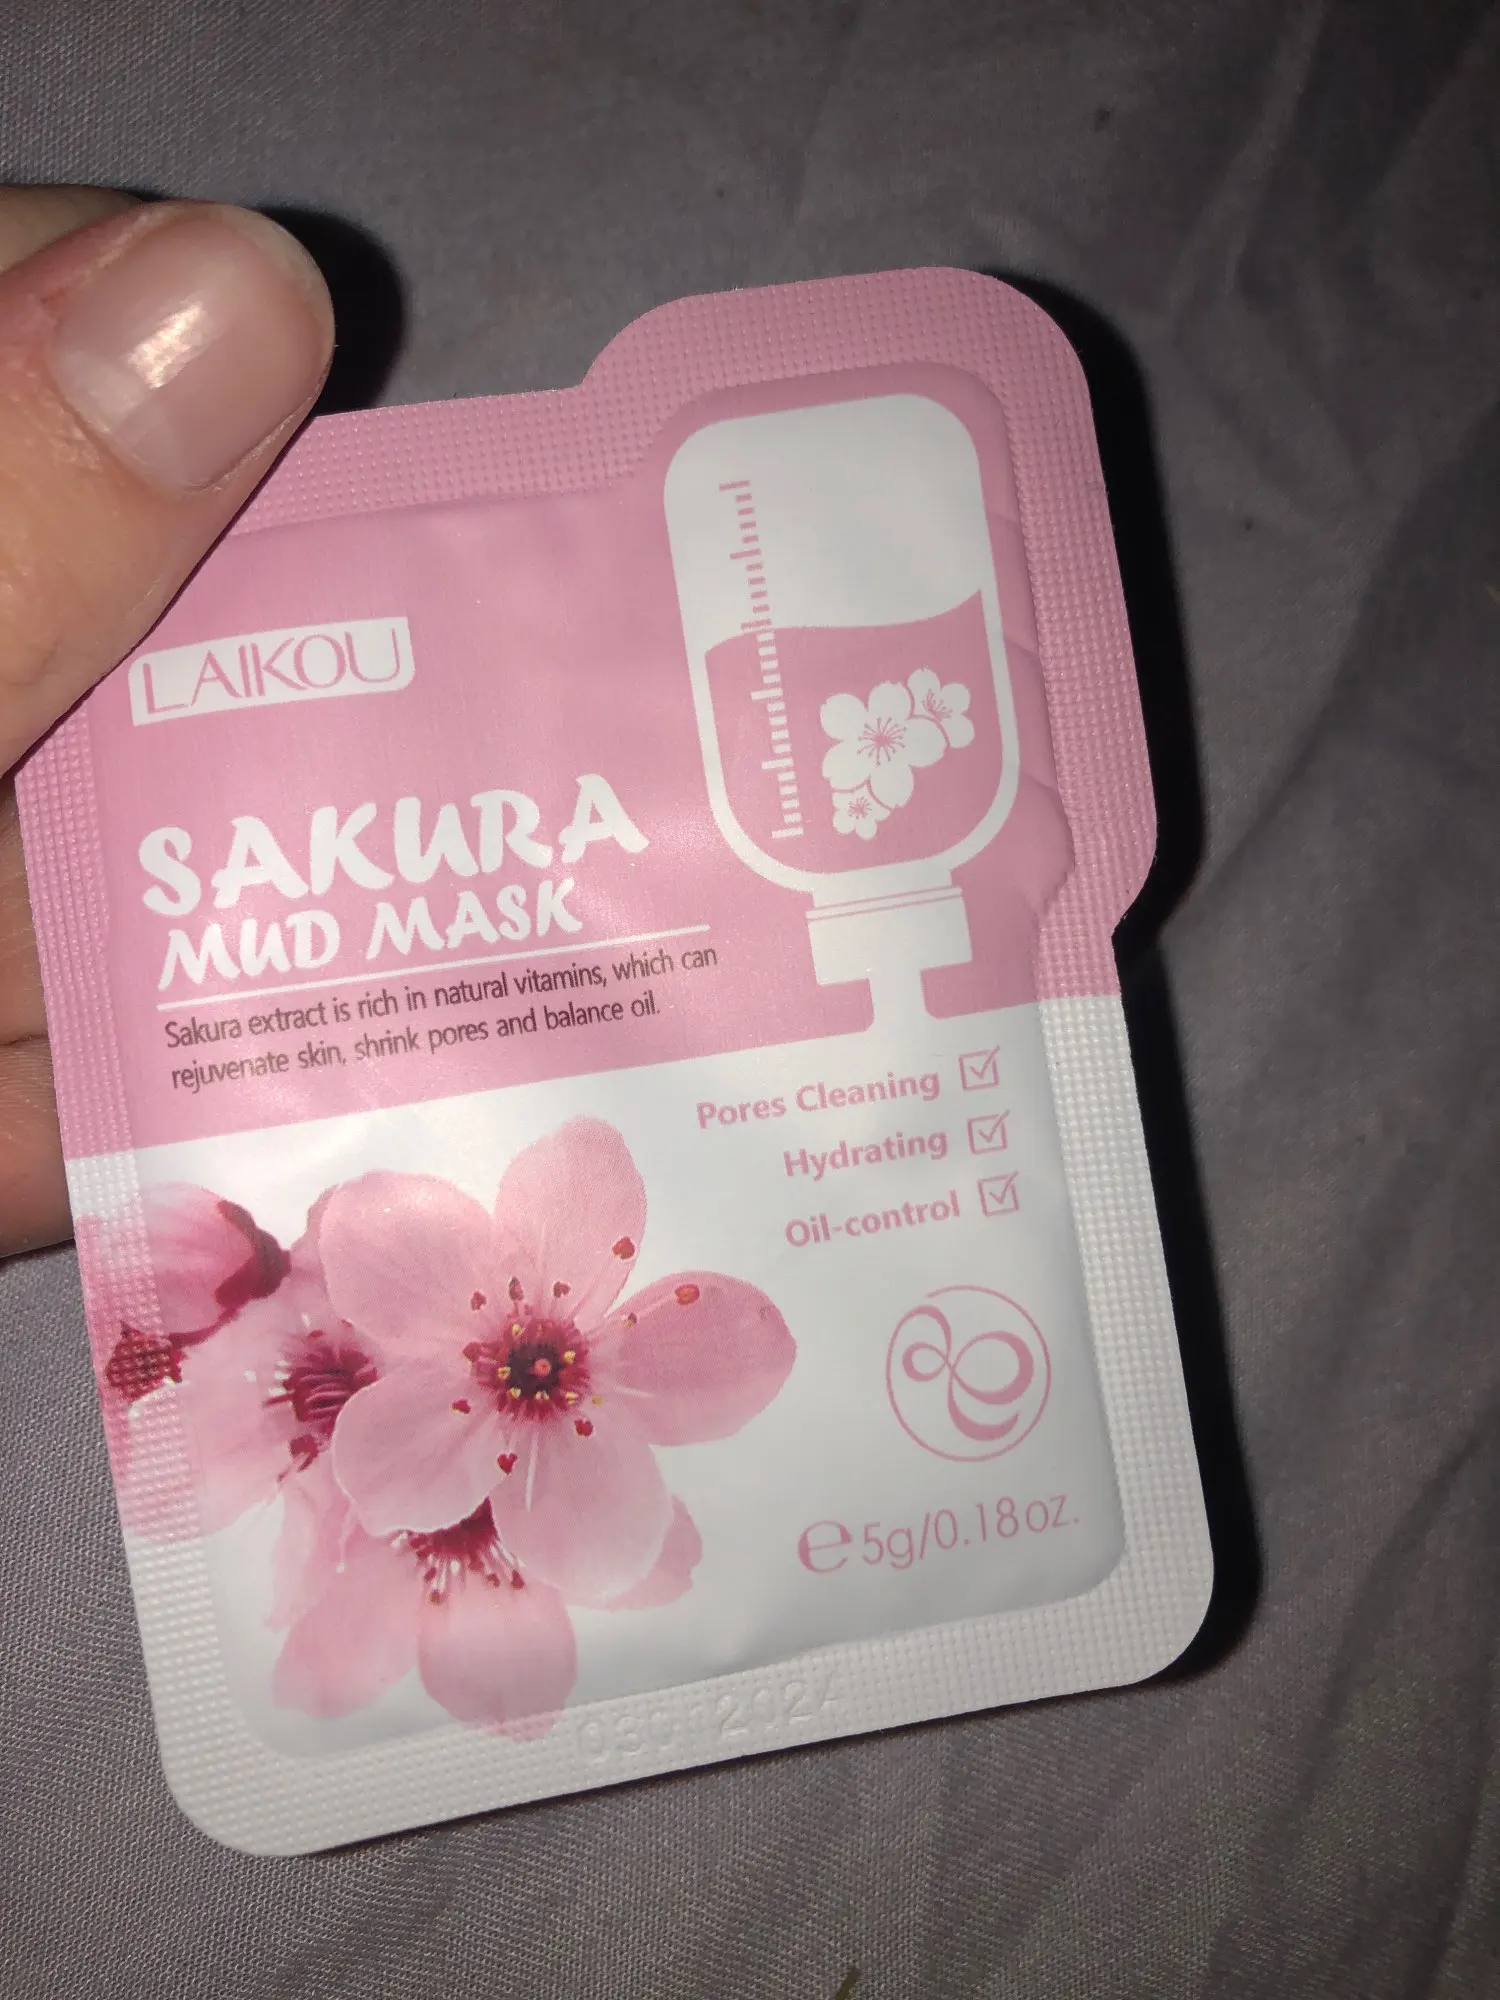 LAIKOU
SAKURA
MUD MASK
Sakura extract is rich in natural vitamins, which can
rejuvenate skin, shrink pores and balance oil.
Pores Cleaning
Hydrating
Oil-control
e 5g/0.18oz.